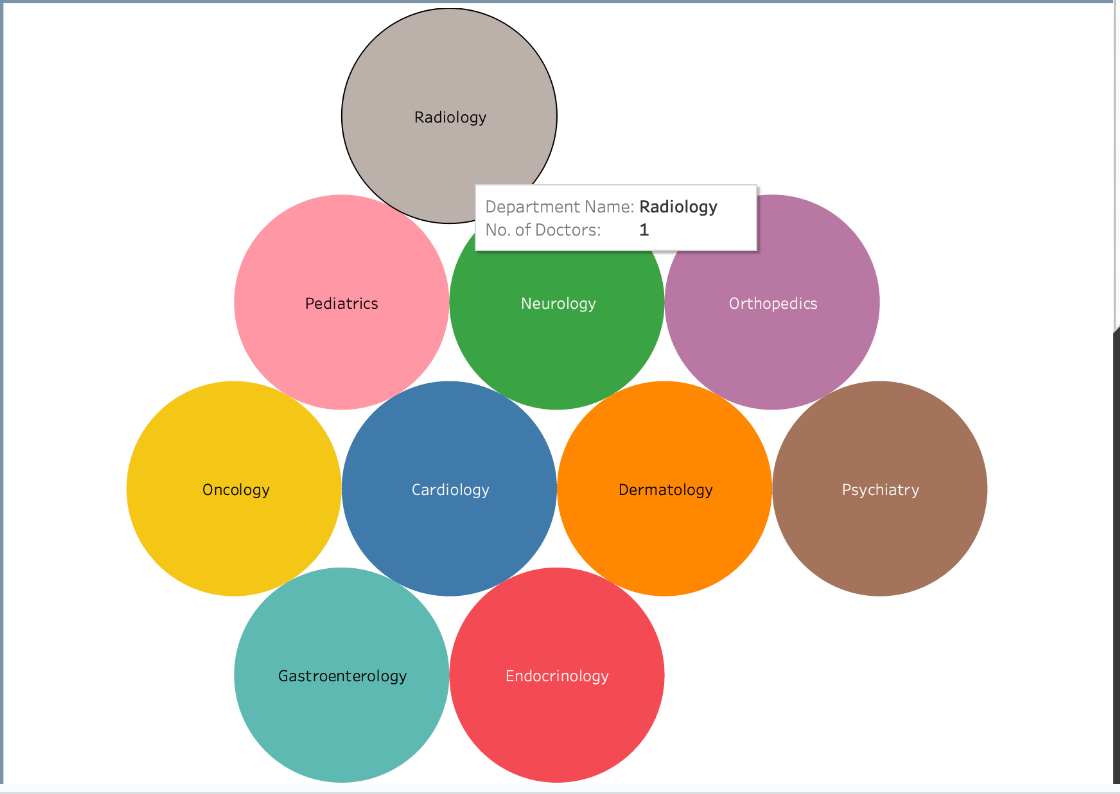 Radiology
Department Name: Radiology
No. of Doctors: 1
Pediatrics
Neurology
Orthopedics
Oncology
Cardiology
Dermatology
Psychiatry
Gastroenterology
Endocrinology